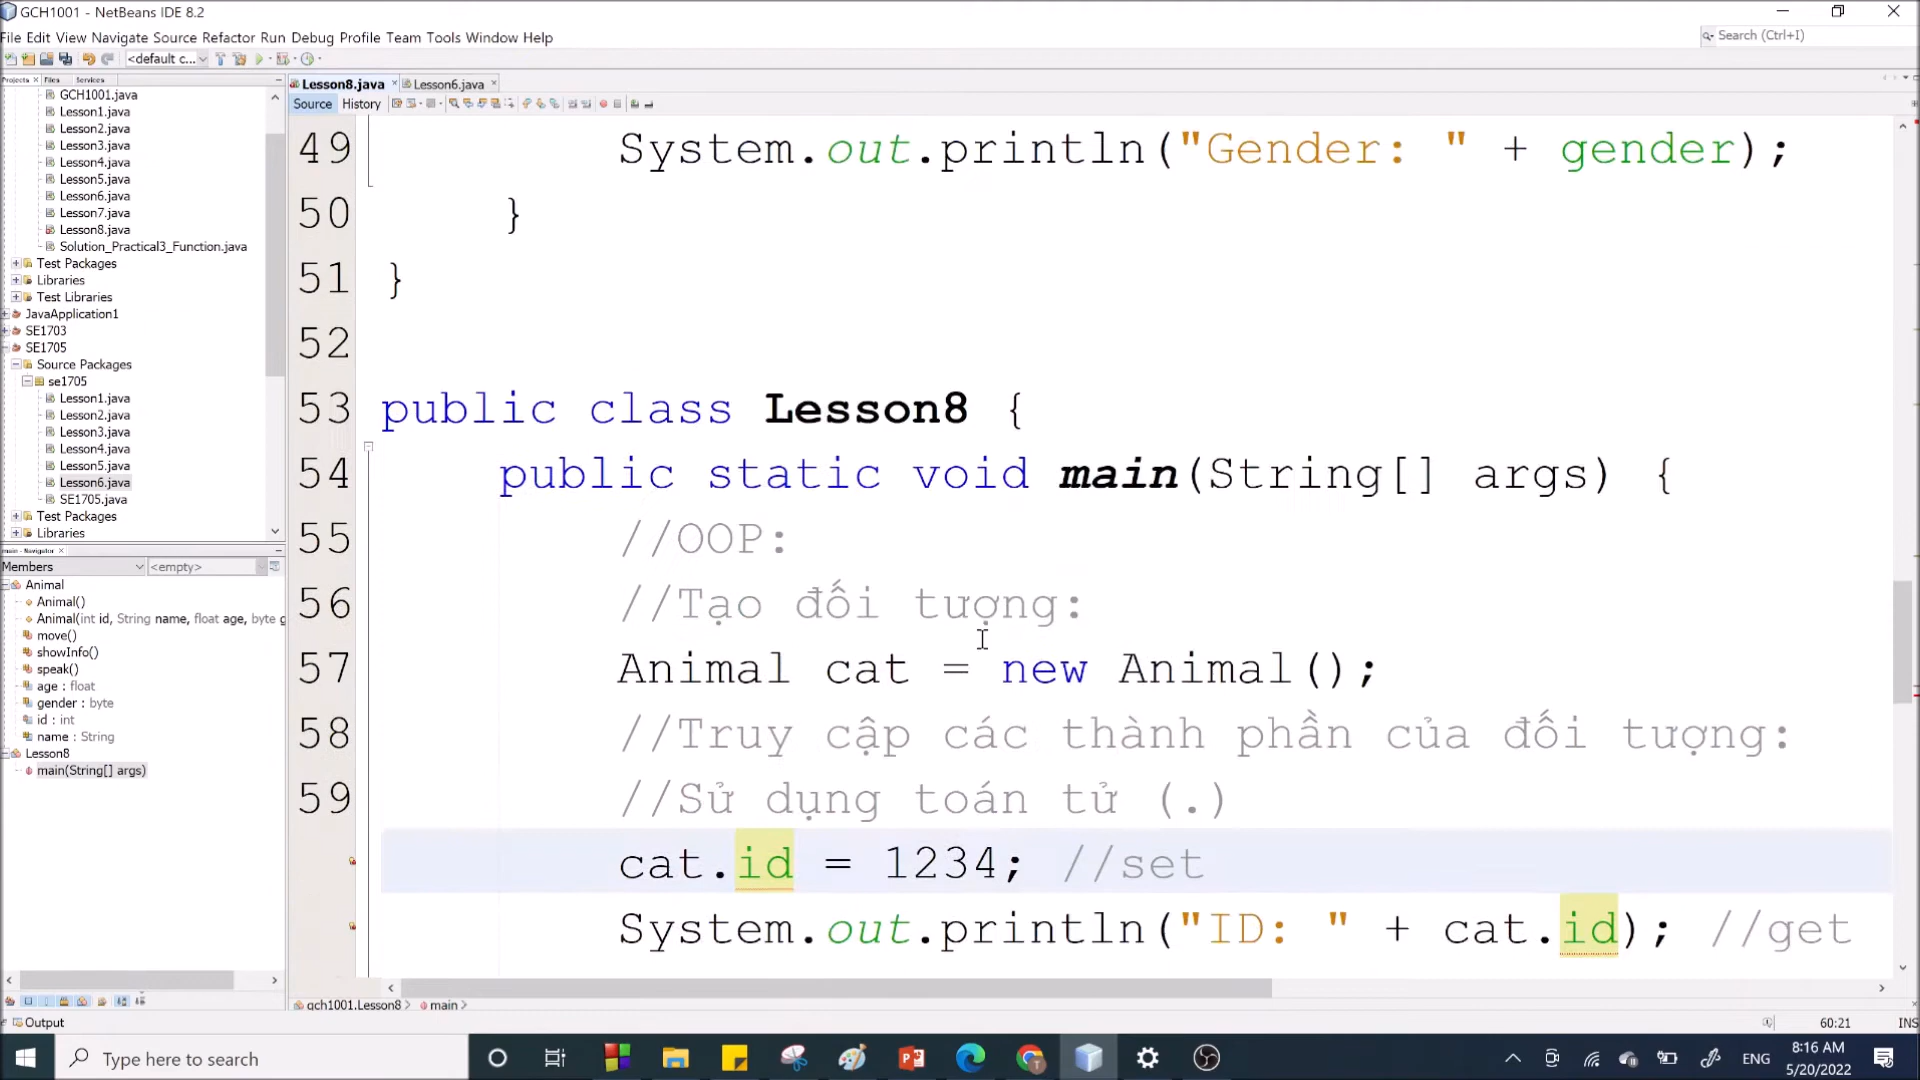 GCH1001 - NetBeans IDE 8.2
File Edit View Navigate Source Refactor Run Debug Profile Team Tools Window Help
Search (Ctrl+I)
<default c...
Projects Files Services
Lesson8.java Lesson6.java
Source History
GCH1001.java
Lesson1.java
Lesson2.java
Lesson3.java
Lesson4.java
Lesson5.java
Lesson6.java
Lesson7.java
Lesson8.java
Solution_Practical3_Function.java
Test Packages
Libraries
Test Libraries
JavaApplication1
SE1703
SE1705
Source Packages
se1705
Lesson1.java
Lesson2.java
Lesson3.java
Lesson4.java
Lesson5.java
Lesson6.java
SE1705.java
Test Packages
Libraries
main - Navigator
Members <empty>
Animal
Animal()
Animal(int id, String name, float age, byte g
move()
showInfo()
speak()
age : float
gender : byte
id : int
name : String
Lesson8
main(String[] args)
49 System.out.println("Gender: " + gender);
50 }
51 }
52
53 public class Lesson8 {
54 public static void main(String[] args) {
55 //OOP:
56 //Tạo đối tượng:
57 Animal cat = new Animal();
58 //Truy cập các thành phần của đối tượng:
59 //Sử dụng toán tử (.)
cat.id = 1234; //set
System.out.println("ID: " + cat.id); //get
gch1001.Lesson8 main
Output
60:21 INS
Type here to search
ENG
8:16 AM
5/20/2022